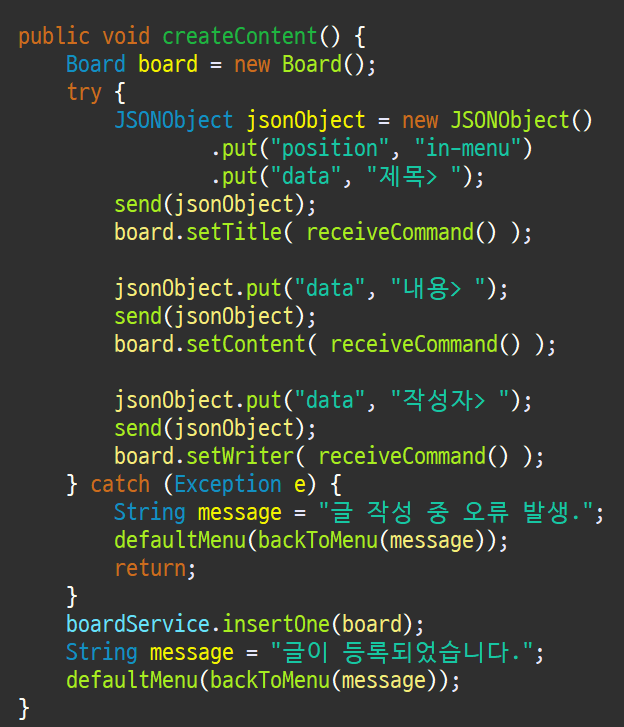 public void createContent() {
    Board board = new Board();
    try {
        JSONObject jsonObject = new JSONObject()
                .put("position", "in-menu")
                .put("data", "제목> ");
        send(jsonObject);
        board.setTitle( receiveCommand() );

        jsonObject.put("data", "내용> ");
        send(jsonObject);
        board.setContent( receiveCommand() );

        jsonObject.put("data", "작성자> ");
        send(jsonObject);
        board.setWriter( receiveCommand() );
    } catch (Exception e) {
        String message = "글 작성 중 오류 발생.";
        defaultMenu(backToMenu(message));
        return;
    }
    boardService.insertOne(board);
    String message = "글이 등록되었습니다.";
    defaultMenu(backToMenu(message));
}